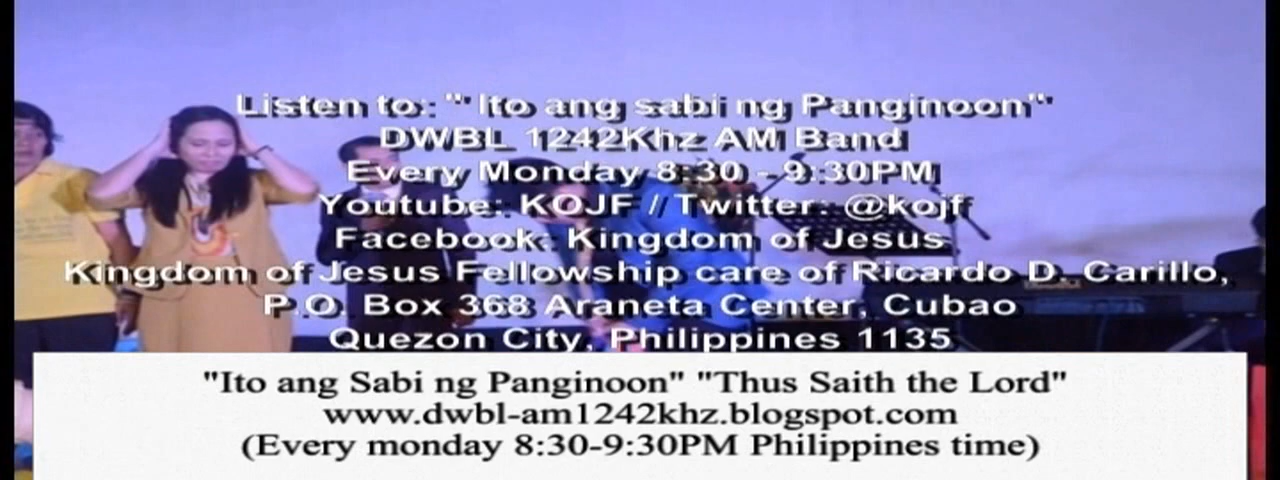 Listen to: "' Ito ang sabi ng Panginoon"'
DWBL 1242Khz AM Band
Every Monday 8:30 - 9:30PM
Youtube: KOJF // Twitter: @kojf
Facebook: Kingdom of Jesus
Kingdom of Jesus Fellowship care of Ricardo D. Carillo,
P.O. Box 368 Araneta Center, Cubao
Quezon City, Philippines 1135
"Ito ang Sabi ng Panginoon" "Thus Saith the Lord"
www.dwbl-am1242khz.blogspot.com
(Every monday 8:30-9:30PM Philippines time)